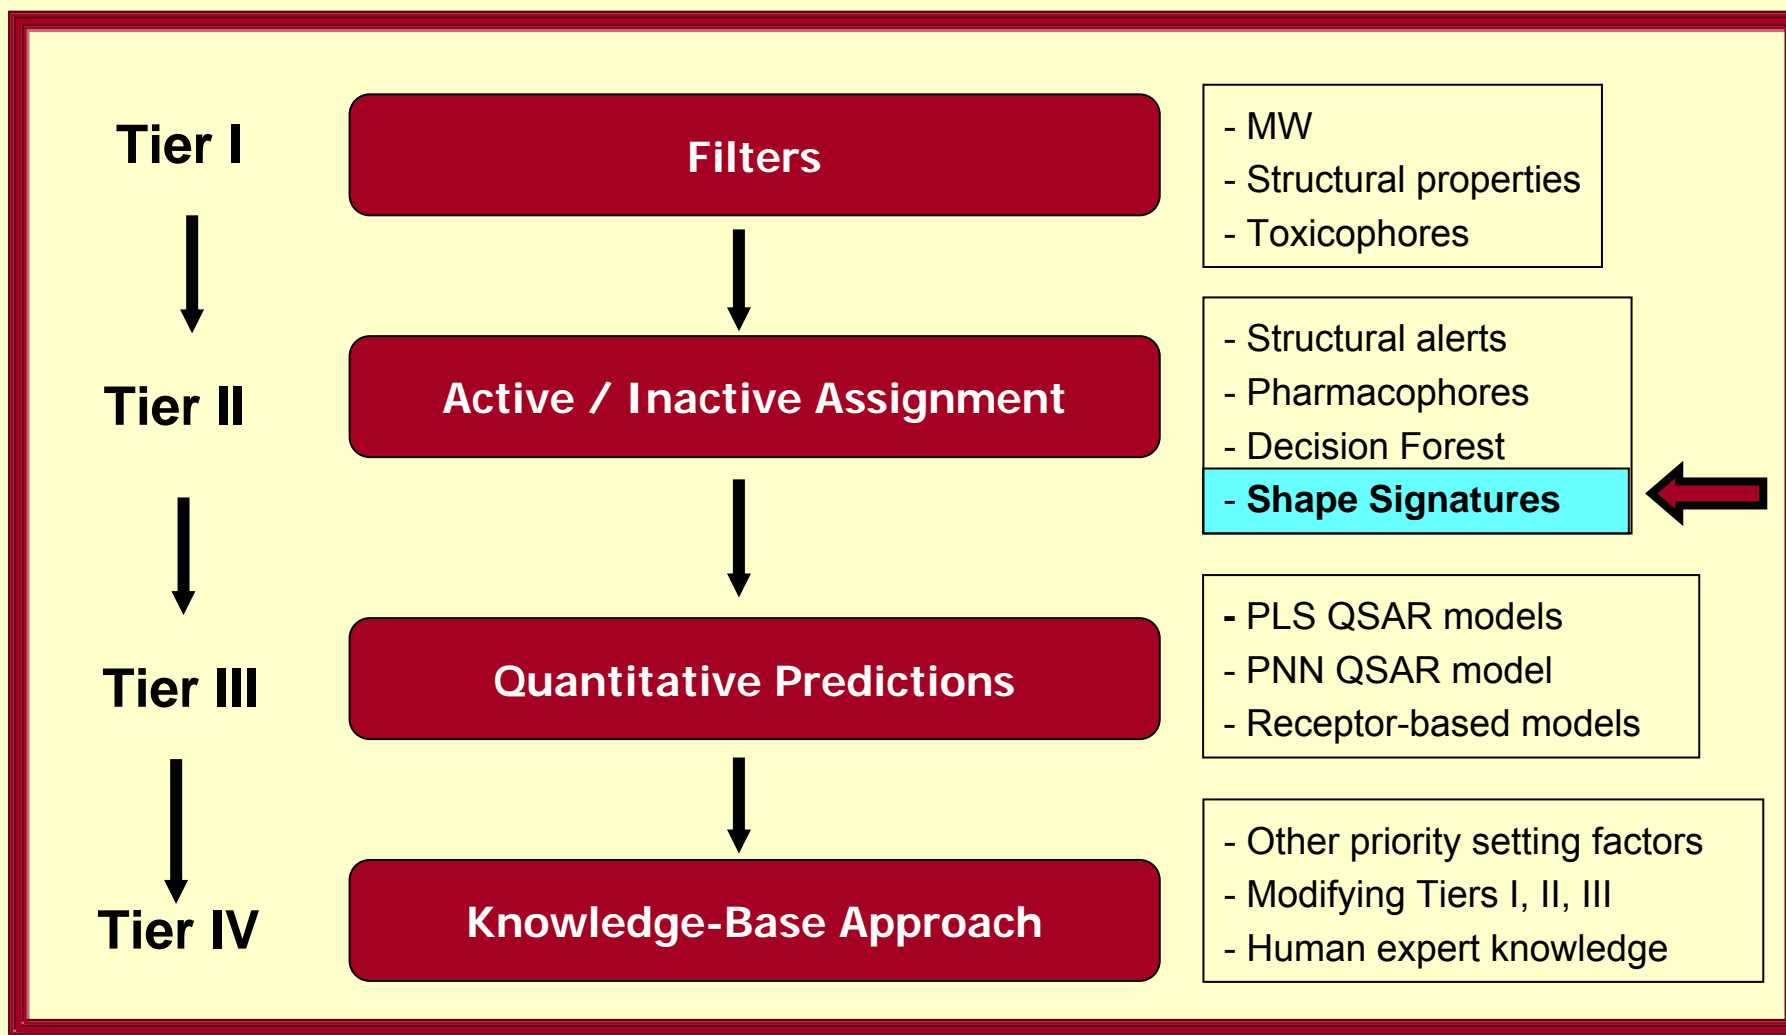 Tier I
Filters
- MW
- Structural properties
- Toxicophores
Tier II
Active / Inactive Assignment
- Structural alerts
- Pharmacophores
- Decision Forest
- Shape Signatures
Tier III
Quantitative Predictions
- PLS QSAR models
- PNN QSAR model
- Receptor-based models
Tier IV
Knowledge-Base Approach
- Other priority setting factors
- Modifying Tiers I, II, III
- Human expert knowledge